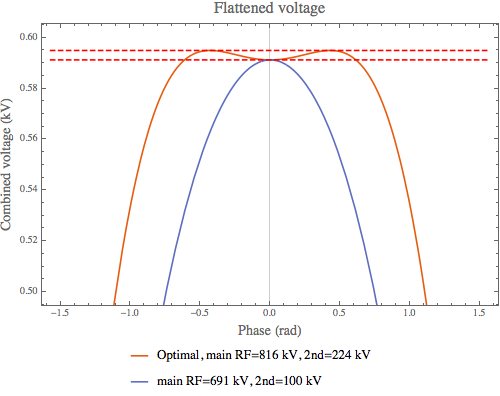 Flattened voltage
Combined voltage (kV)
0.60
0.58
0.56
0.54
0.52
0.50
−1.5 −1.0 −0.5 0.0 0.5 1.0 1.5
Phase (rad)
Optimal, main RF=816 kV, 2nd=224 kV
main RF=691 kV, 2nd=100 kV